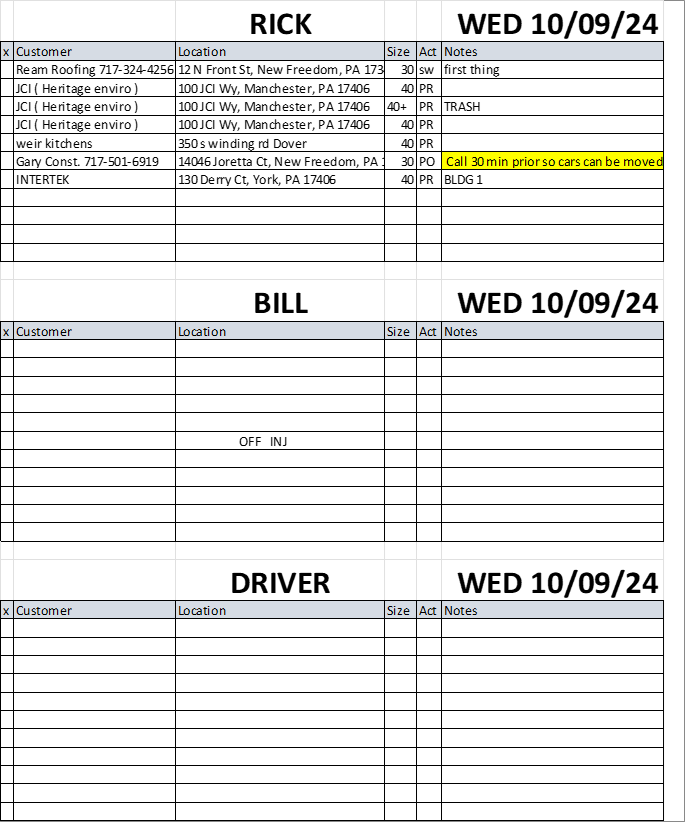 RICK WED 10/09/24
x Customer Location Size Act Notes
Ream Roofing 717-324-4256 12 N Front St, New Freedom, PA 173 30 sw first thing
JCI ( Heritage enviro ) 100 JCI Wy, Manchester, PA 17406 40 PR
JCI ( Heritage enviro ) 100 JCI Wy, Manchester, PA 17406 40+ PR TRASH
JCI ( Heritage enviro ) 100 JCI Wy, Manchester, PA 17406 40 PR
weir kitchens 350 s winding rd Dover 40 PR
Gary Const. 717-501-6919 14046 Joretta Ct, New Freedom, PA 1 30 PO Call 30 min prior so cars can be moved
INTERTEK 130 Derry Ct, York, PA 17406 40 PR BLDG 1
BILL WED 10/09/24
x Customer Location Size Act Notes
OFF INJ
DRIVER WED 10/09/24
x Customer Location Size Act Notes